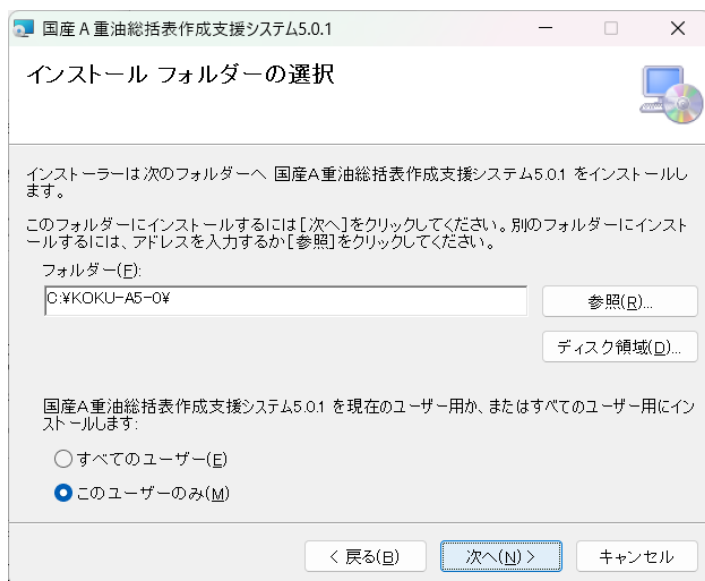 国産Ａ重油総括表作成支援システム5.0.1
インストール フォルダーの選択
インストーラーは次のフォルダーへ 国産A重油総括表作成支援システム5.0.1 をインストールし
ます。
このフォルダーにインストールするには[次へ]をクリックしてください。別のフォルダーにインスト
ールするには、アドレスを入力するか[参照]をクリックしてください。
フォルダー(F):
C:¥KOKU-A5-0¥
参照(R)...
ディスク領域(D)...
国産A重油総括表作成支援システム5.0.1 を現在のユーザー用か、またはすべてのユーザー用にイン
ストールします:
すべてのユーザー(E)
このユーザーのみ(M)
< 戻る(B)
次へ(N) >
キャンセル